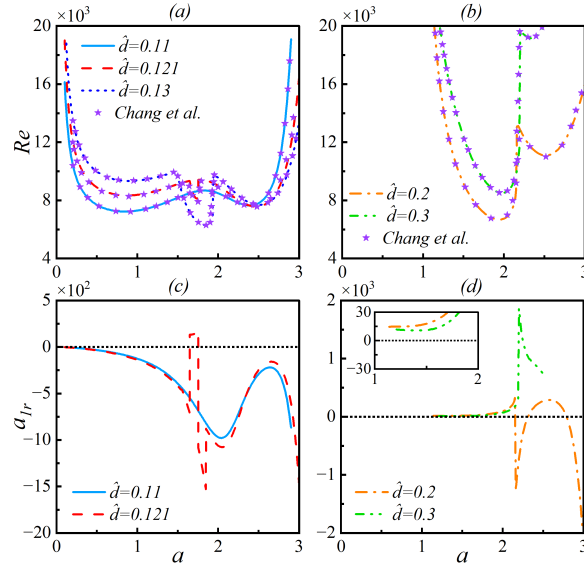 (a)
×10³
20
16
12
8
4
Re
d̂=0.11
d̂=0.121
d̂=0.13
Chang et al.
0 1 2 3
(b)
×10³
20
16
12
8
4
d̂=0.2
d̂=0.3
Chang et al.
0 1 2 3
(c)
×10²
5
0
−5
−10
−15
−20
a₁ᵣ
d̂=0.11
d̂=0.121
0 1 2 3
a
(d)
×10³
2
1
0
−1
−2
30
0
−30
1 2
d̂=0.2
d̂=0.3
0 1 2 3
a